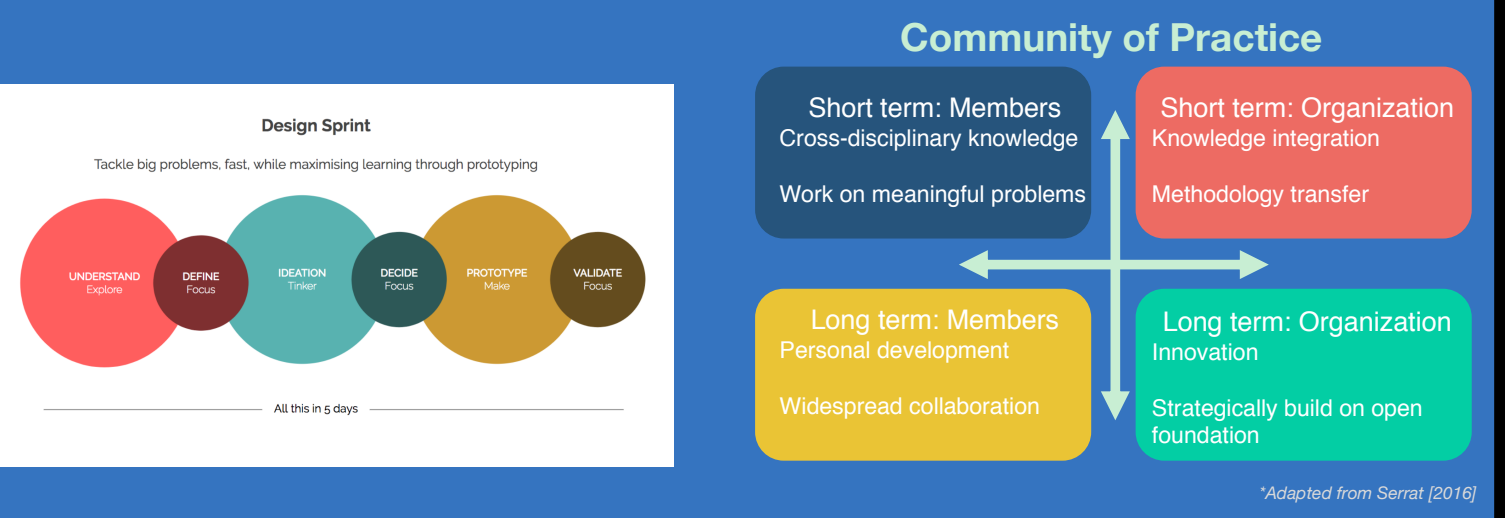 Design Sprint
Tackle big problems, fast, while maximising learning through prototyping
UNDERSTAND
Explore
DEFINE
Focus
IDEATION
Tinker
DECIDE
Focus
PROTOTYPE
Make
VALIDATE
Focus
All this in 5 days
Community of Practice
Short term: Members
Cross-disciplinary knowledge
Work on meaningful problems
Short term: Organization
Knowledge integration
Methodology transfer
Long term: Members
Personal development
Widespread collaboration
Long term: Organization
Innovation
Strategically build on open
foundation
*Adapted from Serrat [2016]